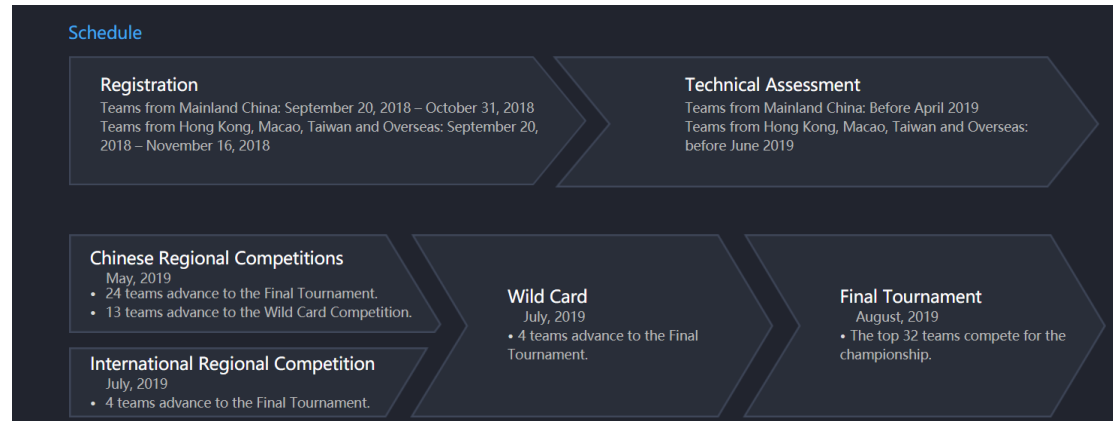 Schedule
Registration
Teams from Mainland China: September 20, 2018 – October 31, 2018
Teams from Hong Kong, Macao, Taiwan and Overseas: September 20,
2018 – November 16, 2018
Technical Assessment
Teams from Mainland China: Before April 2019
Teams from Hong Kong, Macao, Taiwan and Overseas:
before June 2019
Chinese Regional Competitions
May, 2019
• 24 teams advance to the Final Tournament.
• 13 teams advance to the Wild Card Competition.
International Regional Competition
July, 2019
• 4 teams advance to the Final Tournament.
Wild Card
July, 2019
• 4 teams advance to the Final
Tournament.
Final Tournament
August, 2019
• The top 32 teams compete for the
championship.